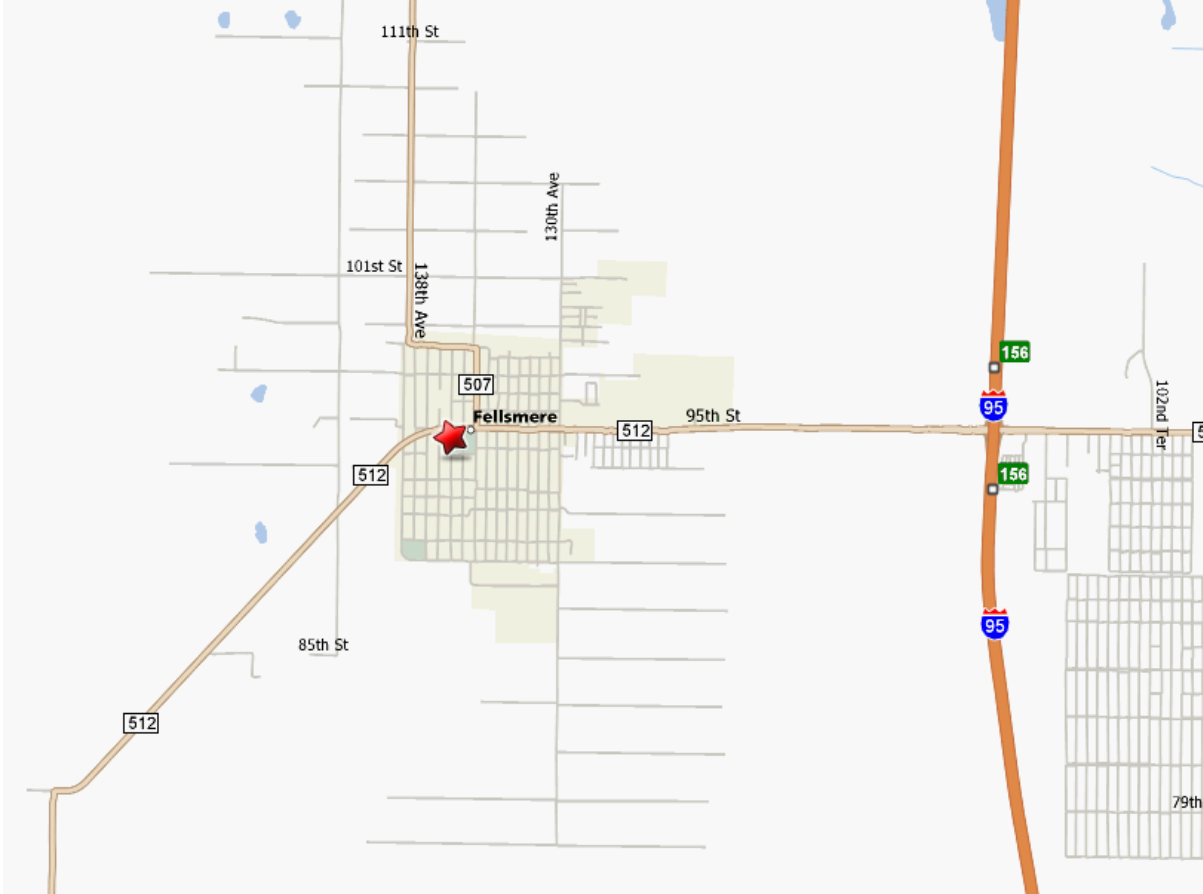 111th St
130th Ave
101st St
138th Ave
156
507
95
102nd Ter
Fellsmere
95th St
512
5
512
156
95
85th St
512
79th